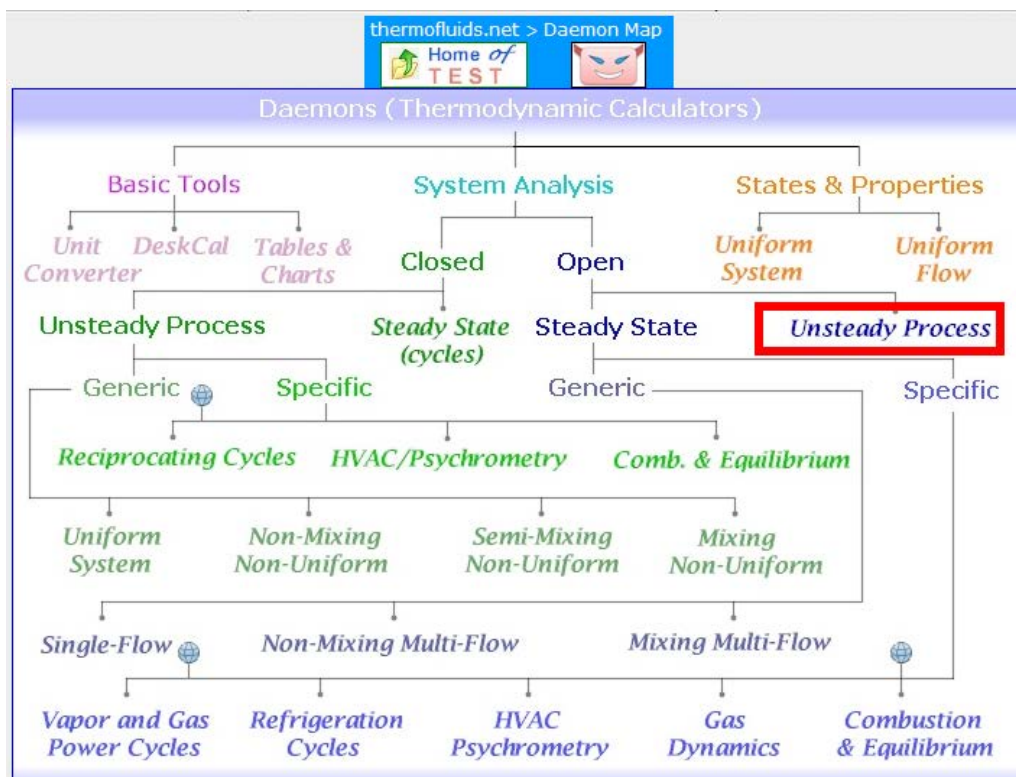 thermofluids.net > Daemon Map
Home of
TEST
Daemons (Thermodynamic Calculators)
Basic Tools
System Analysis
States & Properties
Unit
Converter
DeskCal
Tables &
Charts
Closed
Open
Uniform
System
Uniform
Flow
Unsteady Process
Steady State
(cycles)
Steady State
Unsteady Process
Generic
Specific
Generic
Specific
Reciprocating Cycles
HVAC/Psychrometry
Comb. & Equilibrium
Uniform
System
Non-Mixing
Non-Uniform
Semi-Mixing
Non-Uniform
Mixing
Non-Uniform
Single-Flow
Non-Mixing Multi-Flow
Mixing Multi-Flow
Vapor and Gas
Power Cycles
Refrigeration
Cycles
HVAC
Psychrometry
Gas
Dynamics
Combustion
& Equilibrium